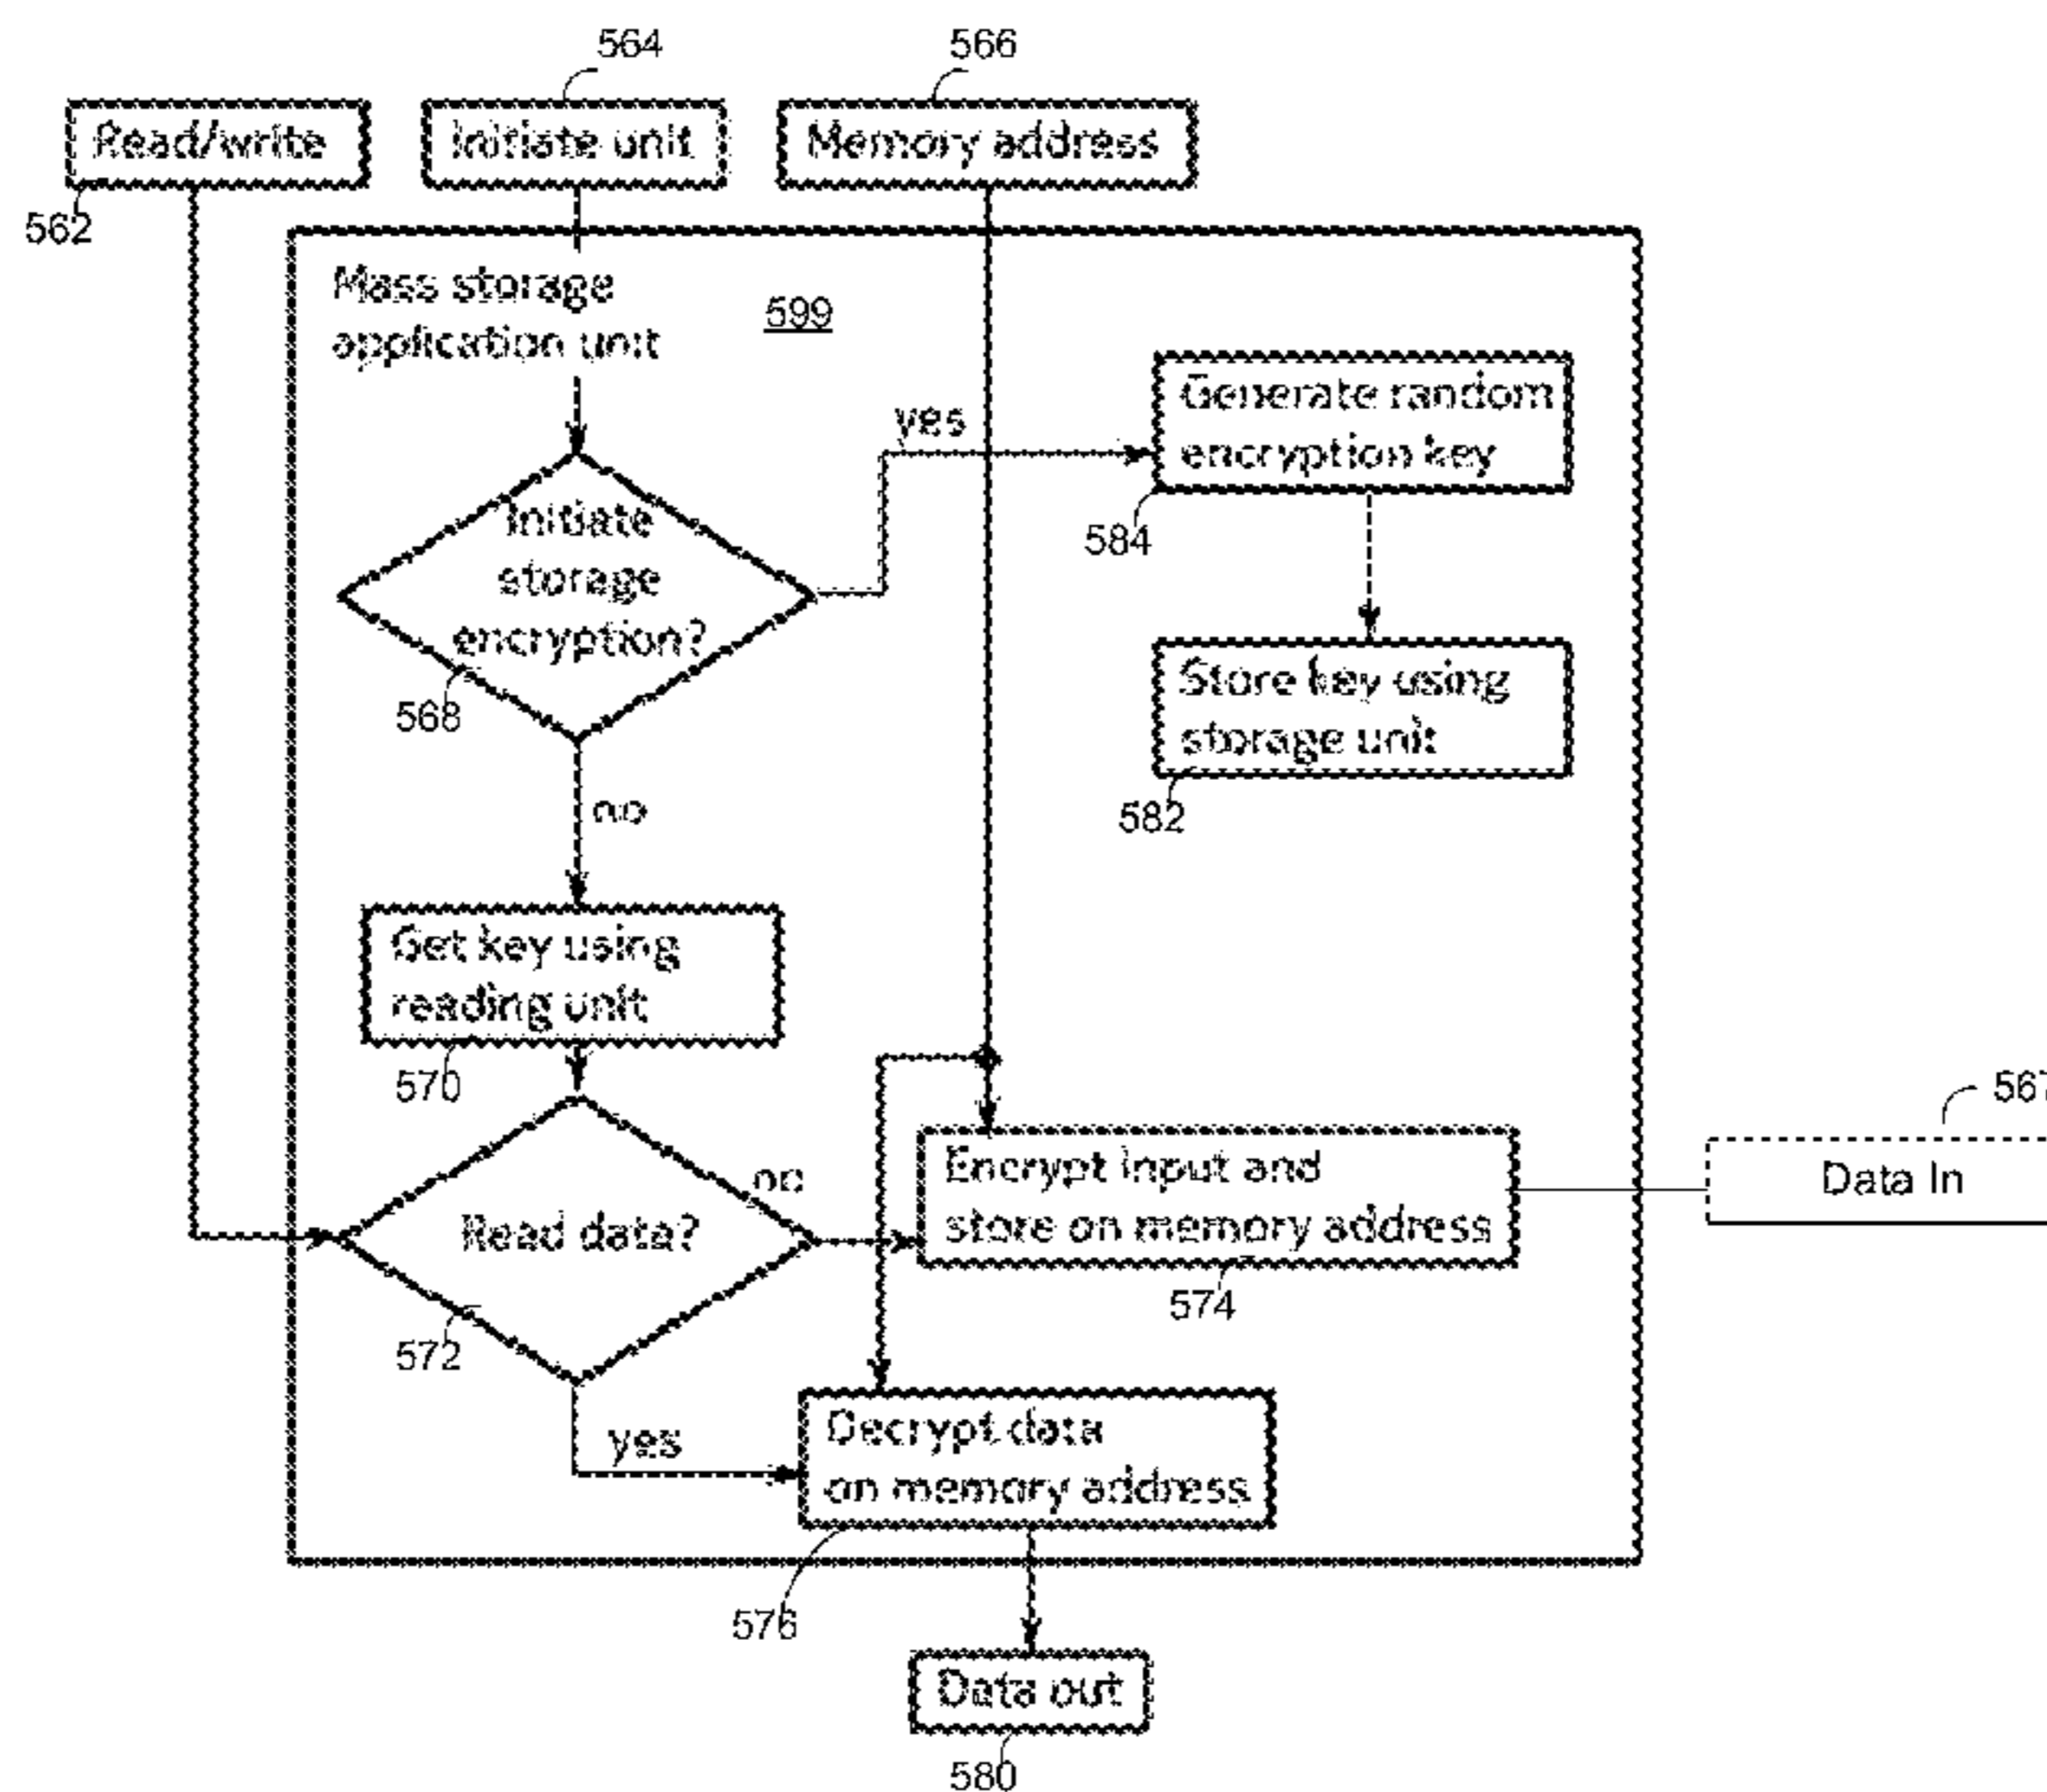 564
566
Read/write
Initiate unit
Memory address
562
Mass storage
application unit
599
yes
Generate random
encryption key
584
Initiate
storage
encryption?
568
Store key using
storage unit
582
no
Get key using
reading unit
570
567
Data In
no
Encrypt input and
store on memory address
574
Read data?
572
yes
Decrypt data
on memory address
576
Data out
580